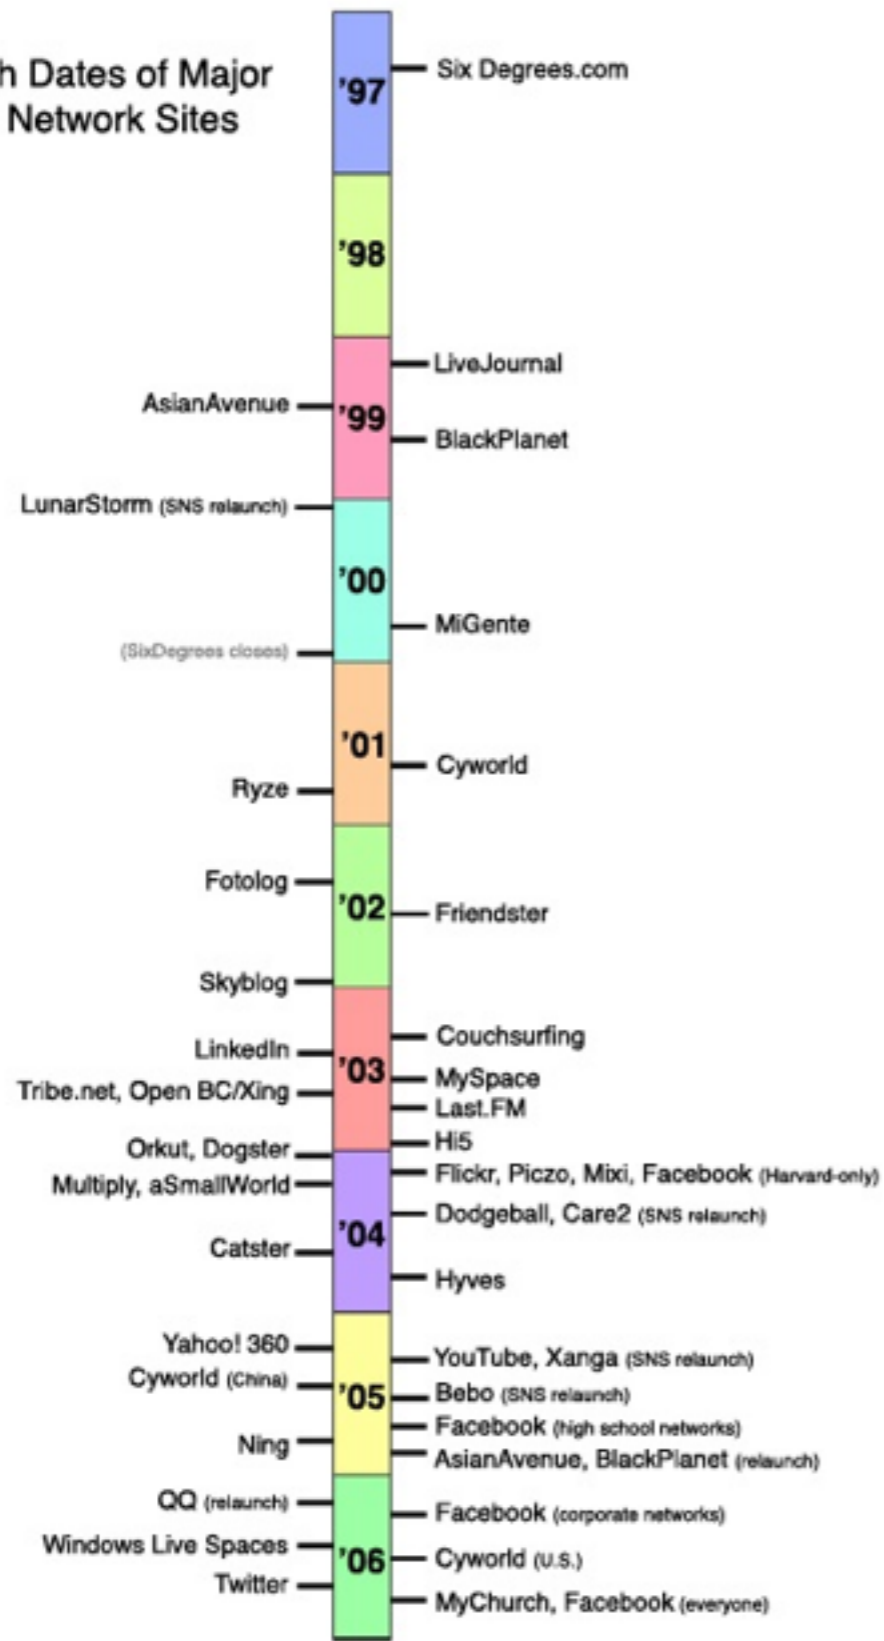 h Dates of Major
Network Sites
'97
Six Degrees.com
'98
LiveJournal
AsianAvenue
'99
BlackPlanet
LunarStorm (SNS relaunch)
'00
MiGente
(SixDegrees closes)
'01
Cyworld
Ryze
Fotolog
'02
Friendster
Skyblog
Couchsurfing
LinkedIn
'03
MySpace
Tribe.net, Open BC/Xing
Last.FM
Hi5
Orkut, Dogster
Flickr, Piczo, Mixi, Facebook (Harvard-only)
Multiply, aSmallWorld
Dodgeball, Care2 (SNS relaunch)
'04
Catster
Hyves
Yahoo! 360
YouTube, Xanga (SNS relaunch)
Cyworld (China)
'05
Bebo (SNS relaunch)
Facebook (high school networks)
Ning
AsianAvenue, BlackPlanet (relaunch)
QQ (relaunch)
Facebook (corporate networks)
Windows Live Spaces
'06
Cyworld (U.S.)
Twitter
MyChurch, Facebook (everyone)